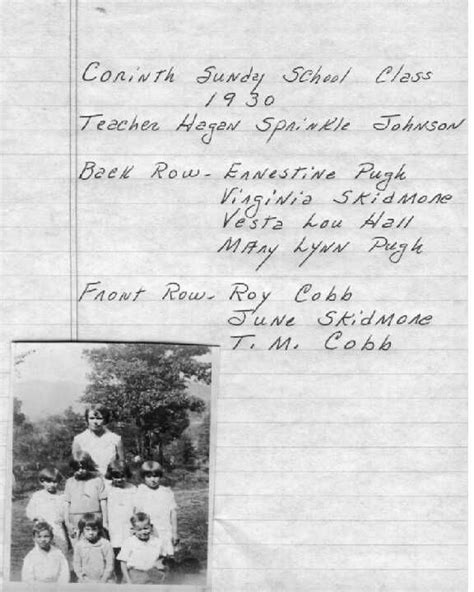 Corinth Sunday School Class
1930
Teacher Hagan Sprinkle Johnson
Back Row - Ernestine Pugh
Virginia Skidmore
Vesta Lou Hall
Mary Lynn Pugh
Front Row - Roy Cobb
June Skidmore
T. M. Cobb